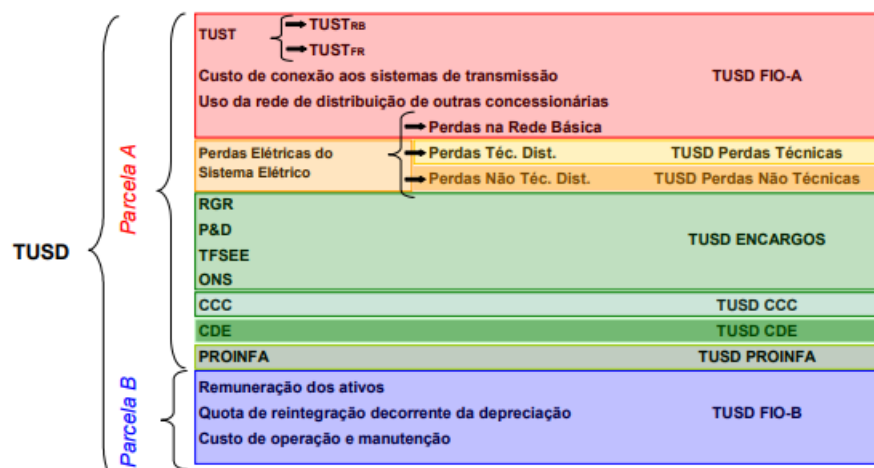 TUST
TUSTRB
TUSTFR
Custo de conexão aos sistemas de transmissão
TUSD FIO-A
Uso da rede de distribuição de outras concessionárias
Perdas na Rede Básica
Perdas Elétricas do
Sistema Elétrico
Perdas Téc. Dist.
TUSD Perdas Técnicas
Perdas Não Téc. Dist.
TUSD Perdas Não Técnicas
RGR
P&D
TFSEE
ONS
TUSD ENCARGOS
CCC
TUSD CCC
CDE
TUSD CDE
PROINFA
TUSD PROINFA
Remuneração dos ativos
Quota de reintegração decorrente da depreciação
TUSD FIO-B
Custo de operação e manutenção
TUSD
Parcela A
Parcela B